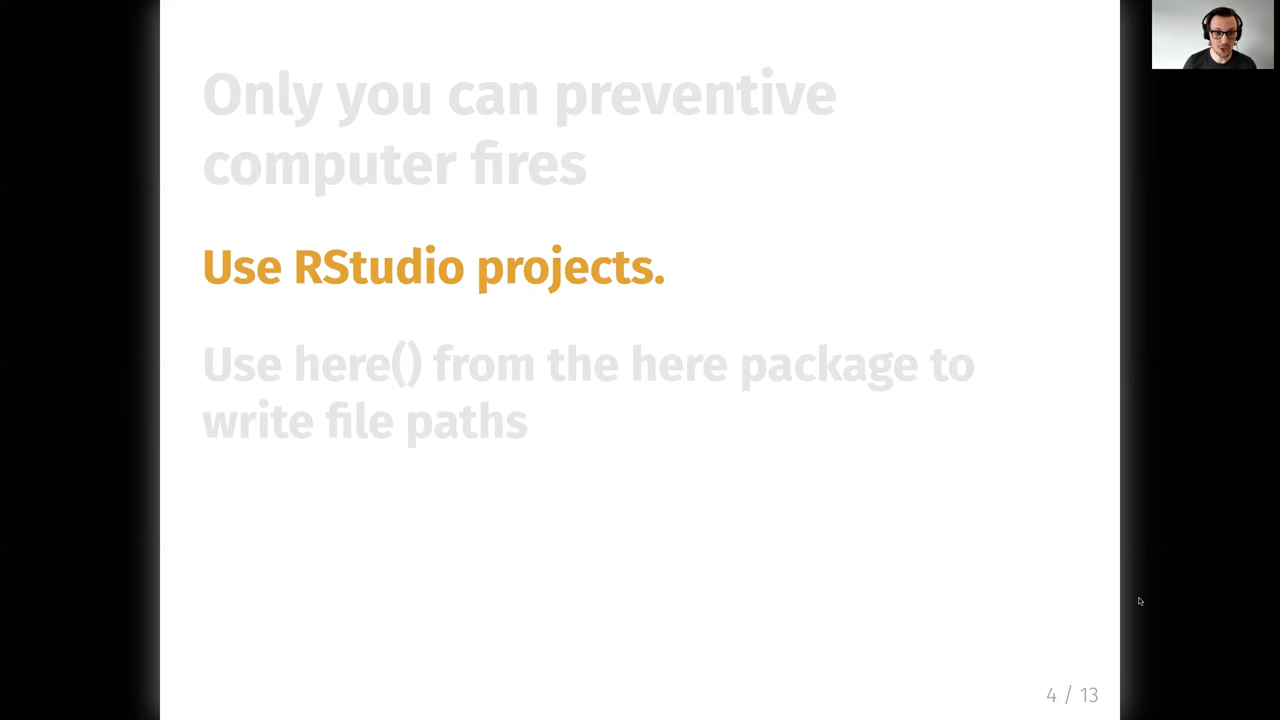 Only you can preventive
computer fires
Use RStudio projects.
Use here() from the here package to
write file paths
4 / 13